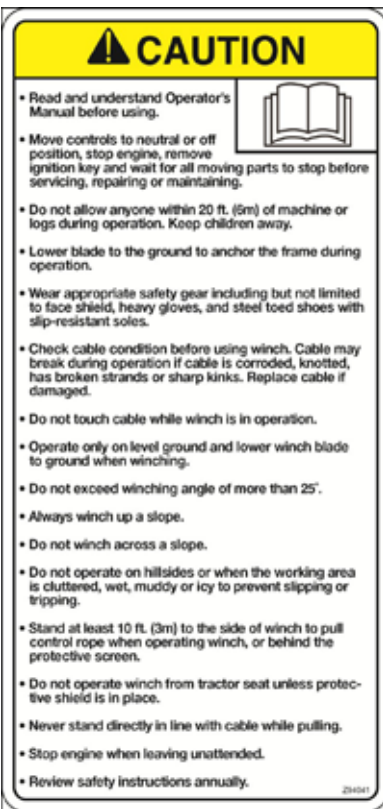 CAUTION
• Read and understand Operator's
Manual before using.
• Move controls to neutral or off
position, stop engine, remove
ignition key and wait for all moving parts to stop before
servicing, repairing or maintaining.
• Do not allow anyone within 20 ft. (6m) of machine or
logs during operation. Keep children away.
• Lower blade to the ground to anchor the frame during
operation.
• Wear appropriate safety gear including but not limited
to face shield, heavy gloves, and steel toed shoes with
slip-resistant soles.
• Check cable condition before using winch. Cable may
break during operation if cable is corroded, knotted,
has broken strands or sharp kinks. Replace cable if
damaged.
• Do not touch cable while winch is in operation.
• Operate only on level ground and lower winch blade
to ground when winching.
• Do not exceed winching angle of more than 25°.
• Always winch up a slope.
• Do not winch across a slope.
• Do not operate on hillsides or when the working area
is cluttered, wet, muddy or icy to prevent slipping or
tripping.
• Stand at least 10 ft. (3m) to the side of winch to pull
control rope when operating winch, or behind the
protective screen.
• Do not operate winch from tractor seat unless protec-
tive shield is in place.
• Never stand directly in line with cable while pulling.
• Stop engine when leaving unattended.
• Review safety instructions annually.